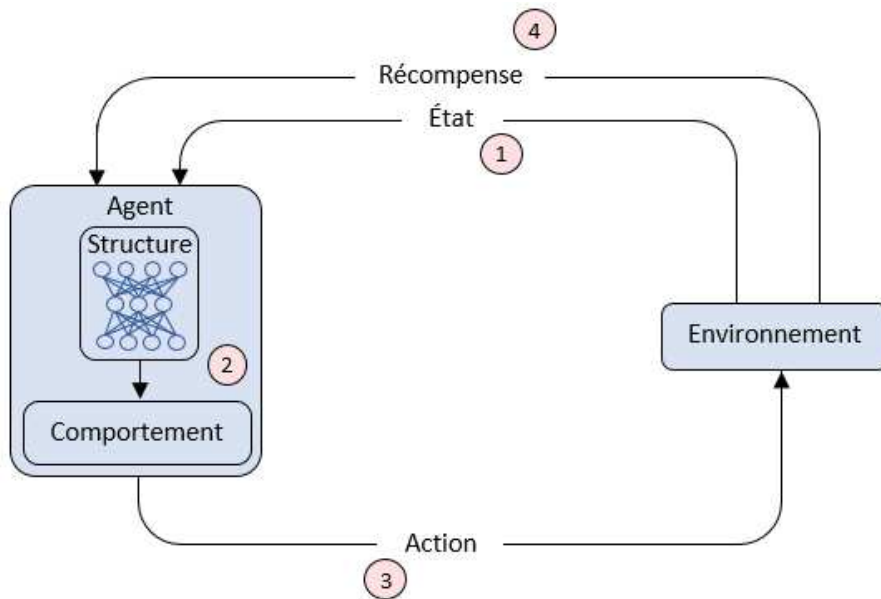 4
Récompense
État
1
Agent
Structure
2
Environnement
Comportement
Action
3